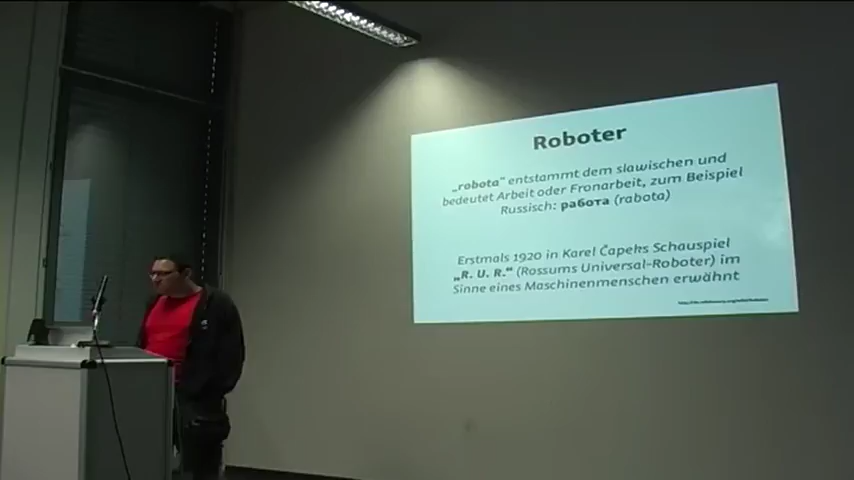 Roboter
„robota“ entstammt dem slawischen und
bedeutet Arbeit oder Fronarbeit, zum Beispiel
Russisch: работа (rabota)
Erstmals 1920 in Karel Čapeks Schauspiel
„R. U. R.“ (Rossums Universal-Roboter) im
Sinne eines Maschinenmenschen erwähnt